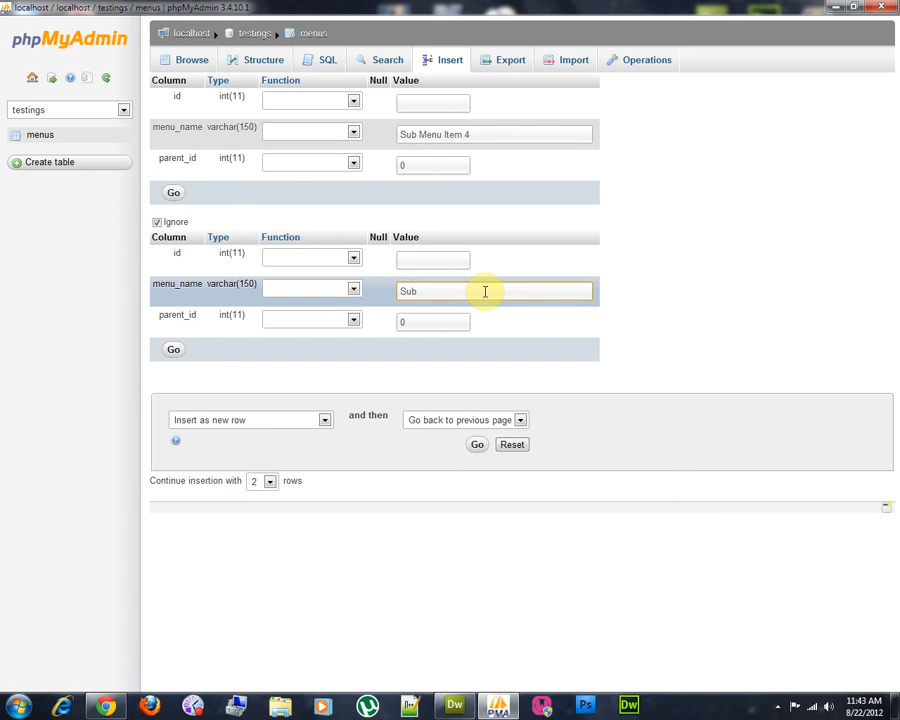 localhost / localhost / testings / menus | phpMyAdmin 3.4.10.1
phpMyAdmin
testings
menus
Create table
localhost
testings
menus
Browse
Structure
SQL
Search
Insert
Export
Import
Operations
Column Type Function Null Value
id int(11)
menu_name varchar(150) Sub Menu Item 4
parent_id int(11) 0
Go
Ignore
Column Type Function Null Value
id int(11)
menu_name varchar(150) Sub
parent_id int(11) 0
Go
Insert as new row and then Go back to previous page
Go Reset
Continue insertion with 2 rows
Dw
PMA
Ps
Dw
11:43 AM
8/22/2012